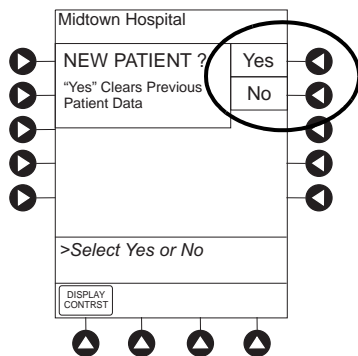 Midtown Hospital
NEW PATIENT ? Yes
“Yes” Clears Previous
Patient Data
No
>Select Yes or No
DISPLAY
CONTRST